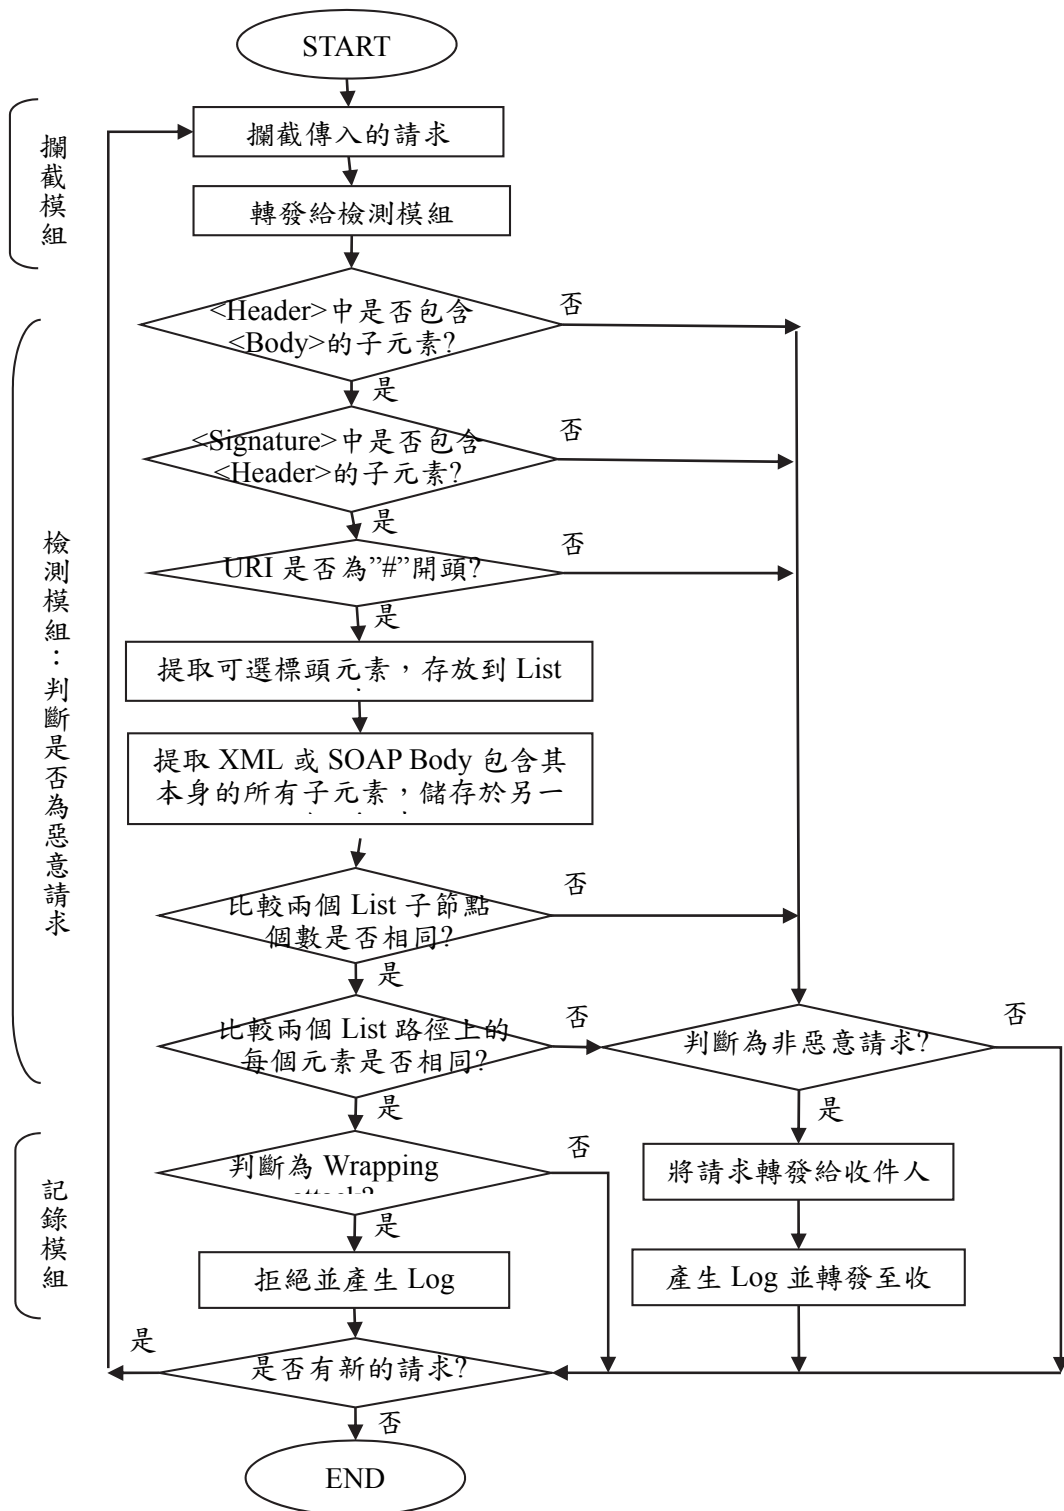 START
攔截模組
攔截傳入的請求
轉發給檢測模組
<Header>中是否包含
<Body>的子元素?
否
是
<Signature>中是否包含
<Header>的子元素?
否
是
URI 是否為”#”開頭?
否
是
檢測模組：判斷是否為惡意請求
提取可選標頭元素，存放到 List
提取 XML 或 SOAP Body 包含其
本身的所有子元素，儲存於另一
比較兩個 List 子節點
個數是否相同?
否
是
比較兩個 List 路徑上的
每個元素是否相同?
否
是
判斷為非惡意請求?
否
是
記錄模組
判斷為 Wrapping
attack?
否
是
將請求轉發給收件人
拒絕並產生 Log
產生 Log 並轉發至收
是否有新的請求?
是
否
END